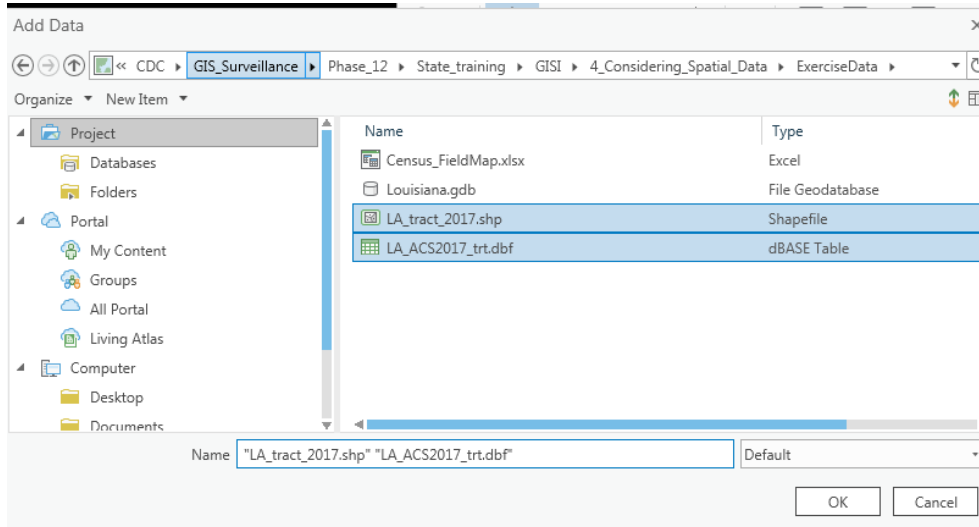 Add Data
« CDC GIS_Surveillance Phase_12 State_training GISI 4_Considering_Spatial_Data ExerciseData
Organize New Item
Project
Databases
Folders
Portal
My Content
Groups
All Portal
Living Atlas
Computer
Desktop
Documents
Name Type
Census_FieldMap.xlsx Excel
Louisiana.gdb File Geodatabase
LA_tract_2017.shp Shapefile
LA_ACS2017_trt.dbf dBASE Table
Name "LA_tract_2017.shp" "LA_ACS2017_trt.dbf" Default
OK Cancel